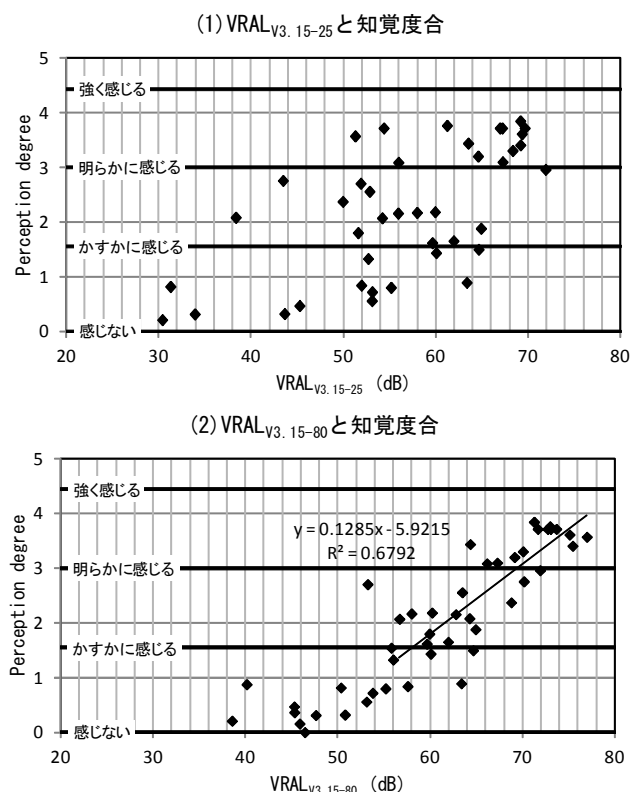 (1)VRALV3.15-25と知覚度合
5
強く感じる
4
明らかに感じる
3
2
かすかに感じる
1
感じない
0
Perception degree
20 30 40 50 60 70 80
VRALV3.15-25 (dB)
(2)VRALV3.15-80と知覚度合
5
強く感じる
4
y = 0.1285x - 5.9215
R² = 0.6792
明らかに感じる
3
2
かすかに感じる
1
感じない
0
Perception degree
20 30 40 50 60 70 80
VRALV3.15-80 (dB)